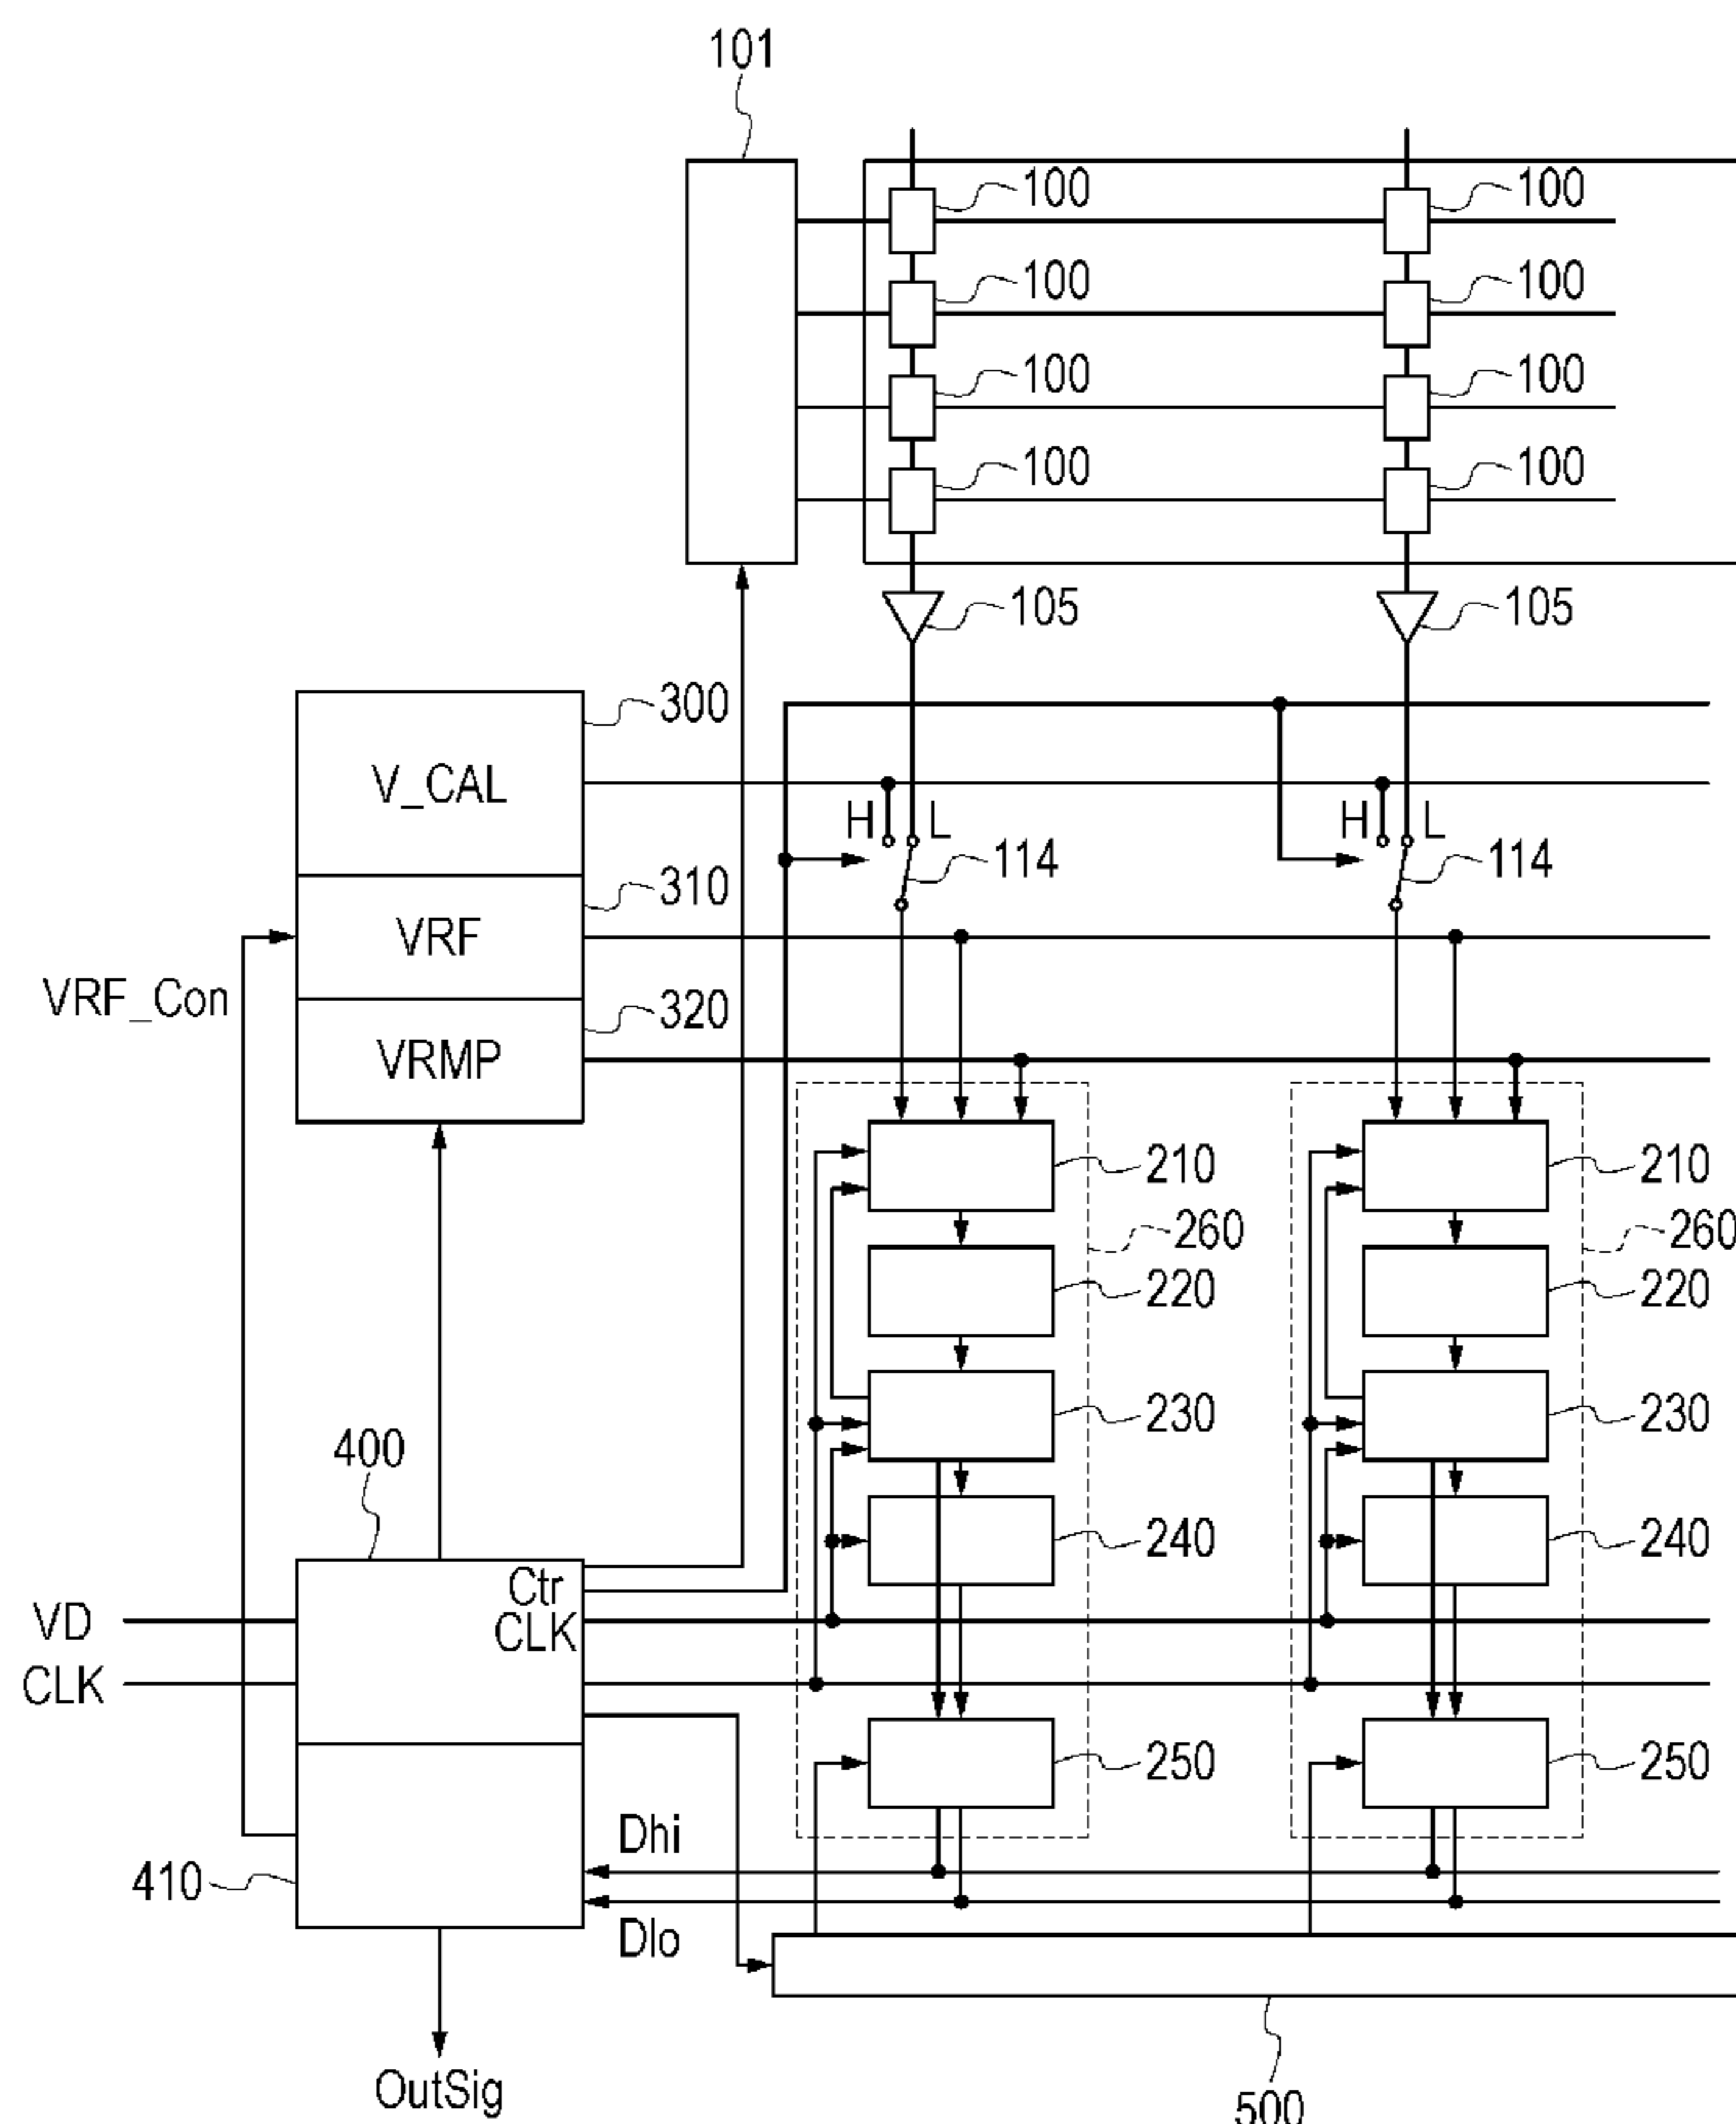 101
100 100
100 100
100 100
100 100
105 105
300
V_CAL
H L H L
114 114
310
VRF
VRF_Con
320
VRMP
210 210
260 260
220 220
230 230
400
240 240
Ctr
VD
CLK
CLK
250 250
Dhi
410
Dlo
OutSig
500